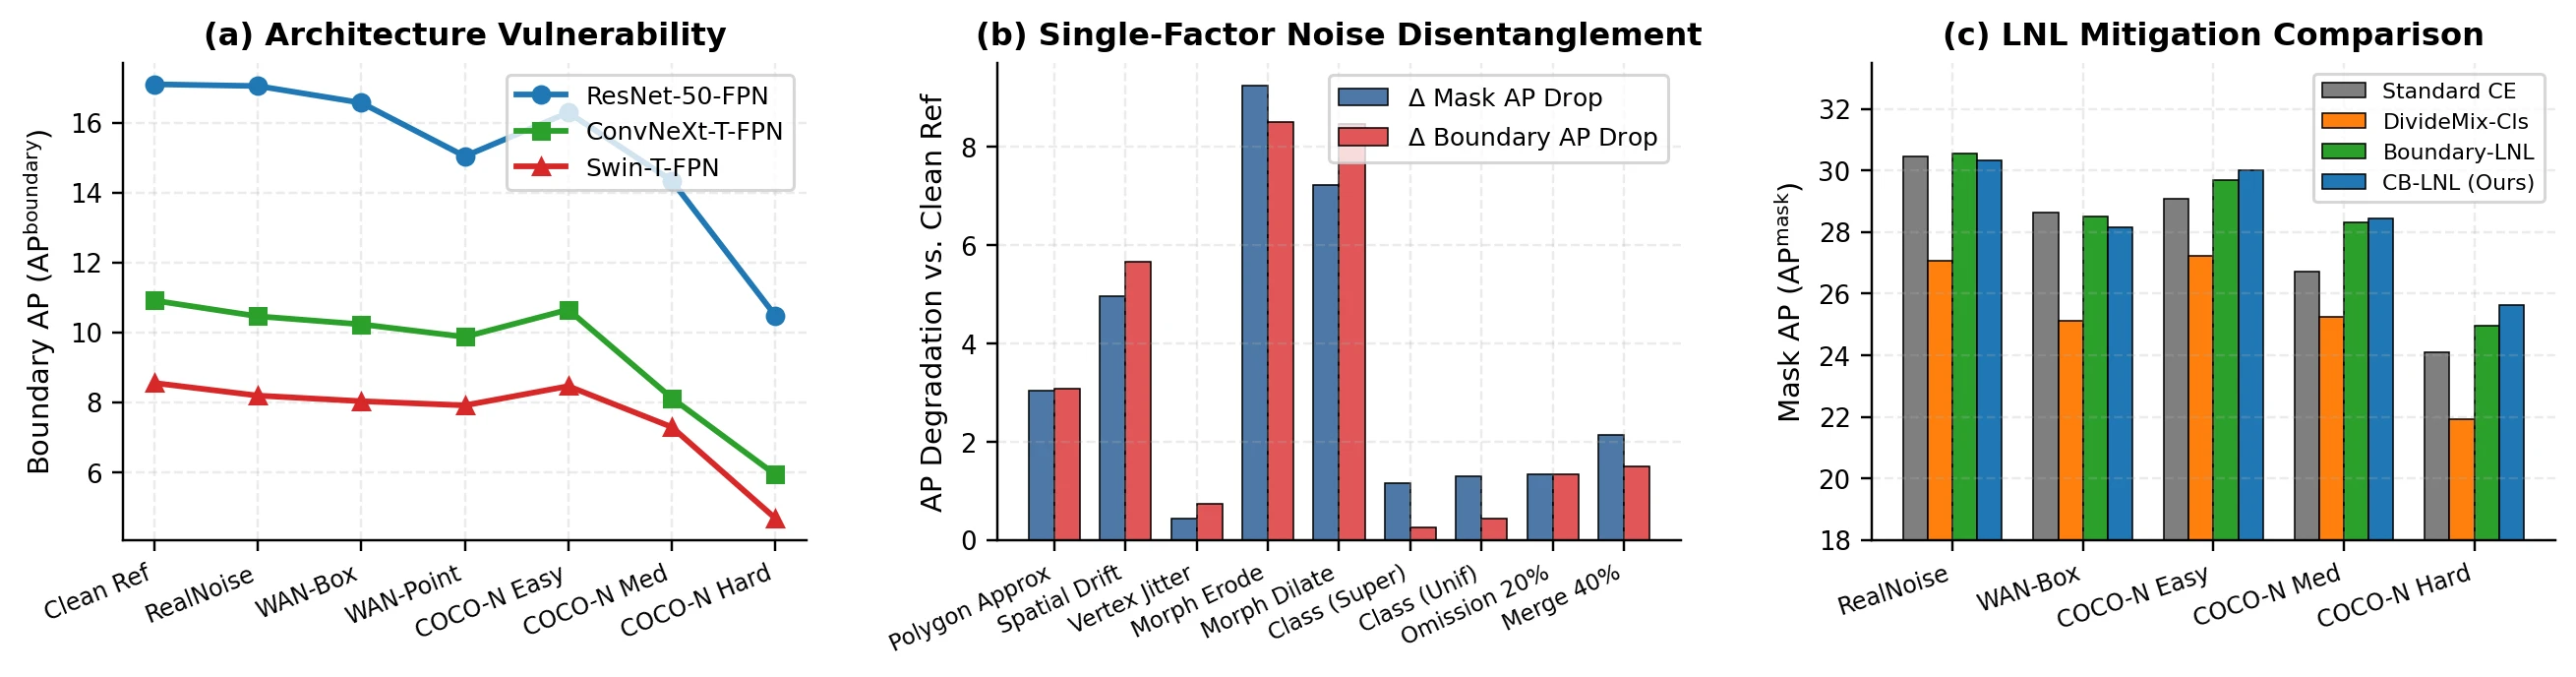 (a) Architecture Vulnerability
Boundary AP (AP^boundary)
16
14
12
10
8
6
ResNet-50-FPN
ConvNeXt-T-FPN
Swin-T-FPN
Clean Ref
RealNoise
WAN-Box
WAN-Point
COCO-N Easy
COCO-N Med
COCO-N Hard
(b) Single-Factor Noise Disentanglement
AP Degradation vs. Clean Ref
8
6
4
2
0
Δ Mask AP Drop
Δ Boundary AP Drop
Polygon Approx
Spatial Drift
Vertex Jitter
Morph Erode
Morph Dilate
Class (Super)
Class (Unif)
Omission 20%
Merge 40%
(c) LNL Mitigation Comparison
Mask AP (AP^mask)
32
30
28
26
24
22
20
18
Standard CE
DivideMix-Cls
Boundary-LNL
CB-LNL (Ours)
RealNoise
WAN-Box
COCO-N Easy
COCO-N Med
COCO-N Hard